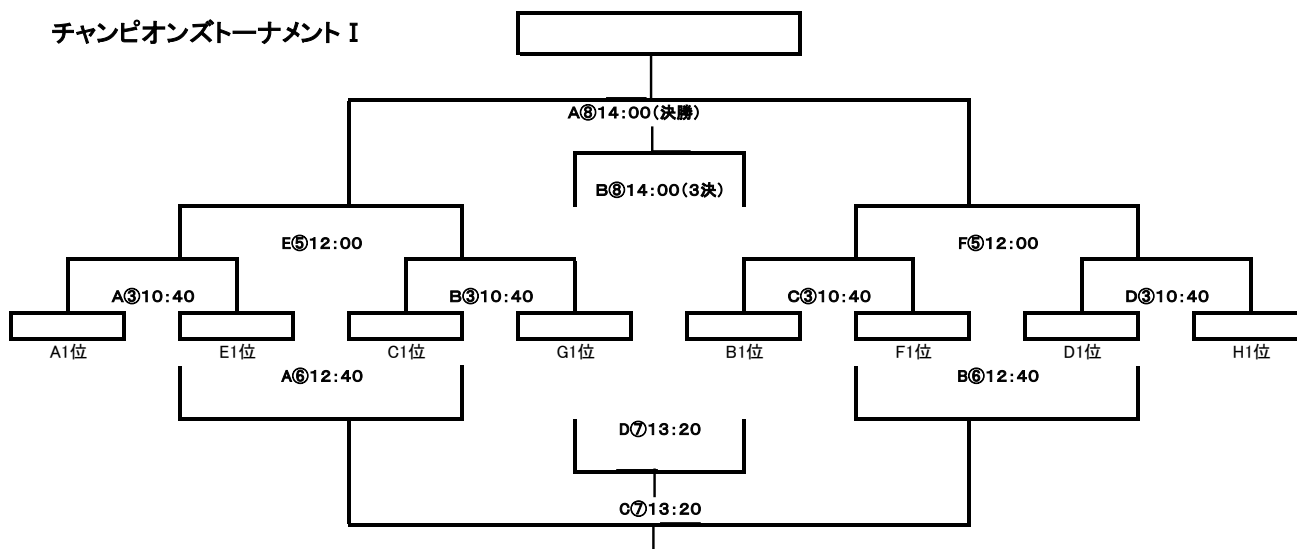 チャンピオンズトーナメント Ⅰ
A⑧14:00(決勝)
B⑧14:00(3決)
E⑤12:00
F⑤12:00
A③10:40
B③10:40
C③10:40
D③10:40
A1位
E1位
C1位
G1位
B1位
F1位
D1位
H1位
A⑥12:40
B⑥12:40
D⑦13:20
C⑦13:20